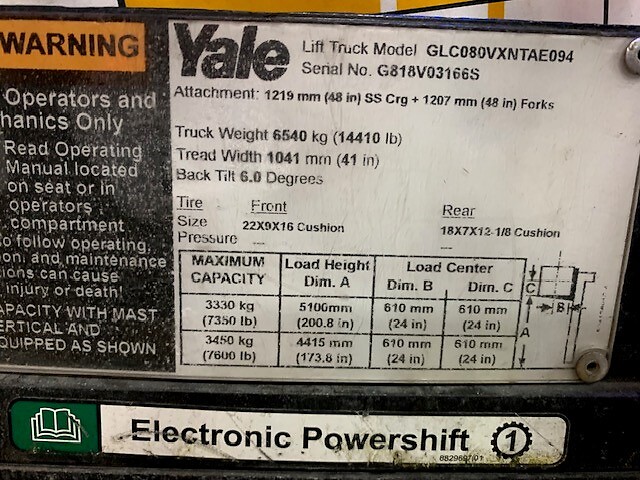 WARNING
Operators and
hanics Only
Read Operating
Manual located
on seat or in
operators
compartment
o follow operating,
on, and maintenance
ions can cause
injury or death!
APACITY WITH MAST
ERTICAL AND
QUIPPED AS SHOWN
Yale
Lift Truck Model GLC080VXNTAE094
Serial No. G818V03166S
Attachment: 1219 mm (48 in) SS Crg + 1207 mm (48 in) Forks
Truck Weight 6540 kg (14410 lb)
Tread Width 1041 mm (41 in)
Back Tilt 6.0 Degrees
Tire Front Rear
Size 22X9X16 Cushion 18X7X12-1/8 Cushion
Pressure -- --
MAXIMUM CAPACITY Load Height Dim. A Load Center Dim. B Dim. C
3330 kg 5100mm 610 mm 610 mm
(7350 lb) (200.8 in) (24 in) (24 in)
3450 kg 4415 mm 610 mm 610 mm
(7600 lb) (173.8 in) (24 in) (24 in)
C
B
A
Electronic Powershift 1